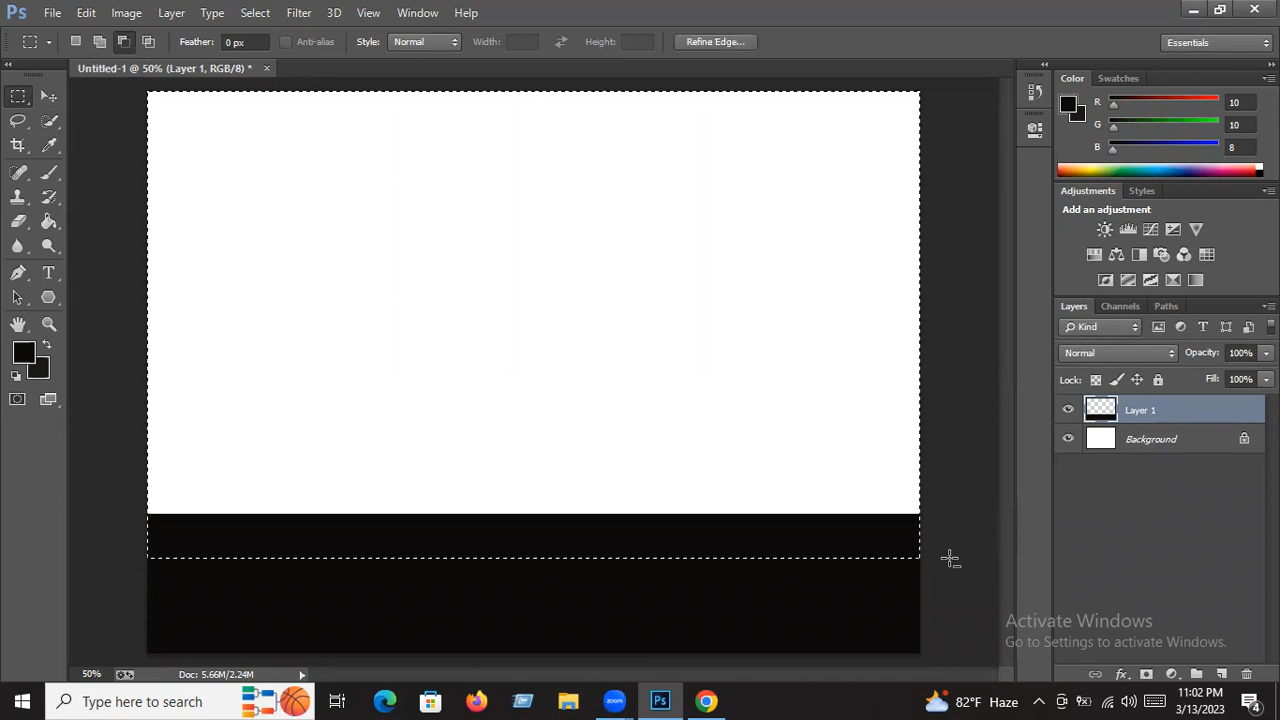 Ps File Edit Image Layer Type Select Filter 3D View Window Help
Feather: 0 px Anti-alias Style: Normal Width: Height: Refine Edge... Essentials
Untitled-1 @ 50% (Layer 1, RGB/8) *
Color Swatches
R 10
G 10
B 8
Adjustments Styles
Add an adjustment
Layers Channels Paths
Kind
Normal Opacity: 100%
Lock: Fill: 100%
Layer 1
Background
Activate Windows
Go to Settings to activate Windows.
50% Doc: 5.66M/2.24M
Type here to search
zoom
Ps
82°F Haze
11:02 PM
3/13/2023
4